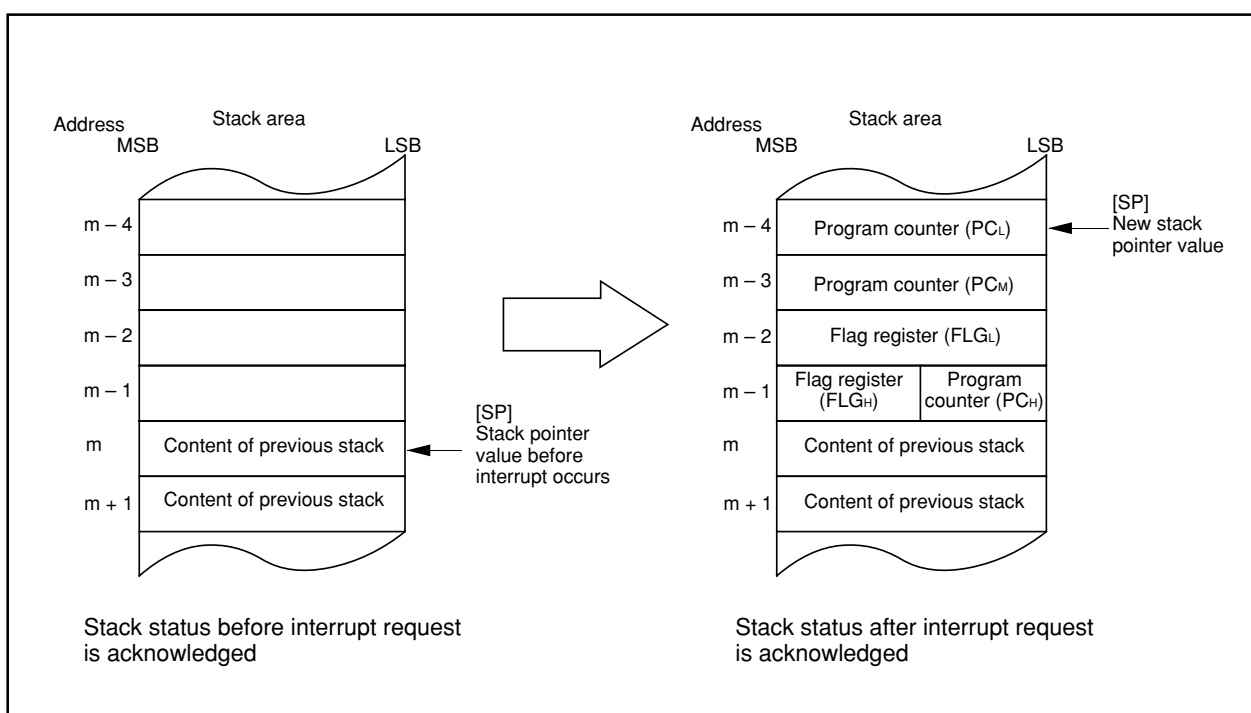 Address
MSB
Stack area
LSB
m – 4
m – 3
m – 2
m – 1
m
Content of previous stack
m + 1
Content of previous stack
[SP]
Stack pointer
value before
interrupt occurs
Stack status before interrupt request
is acknowledged
Address
MSB
Stack area
LSB
m – 4
Program counter (PCL)
[SP]
New stack
pointer value
m – 3
Program counter (PCM)
m – 2
Flag register (FLGL)
m – 1
Flag register
(FLGH)
Program
counter (PCH)
m
Content of previous stack
m + 1
Content of previous stack
Stack status after interrupt request
is acknowledged